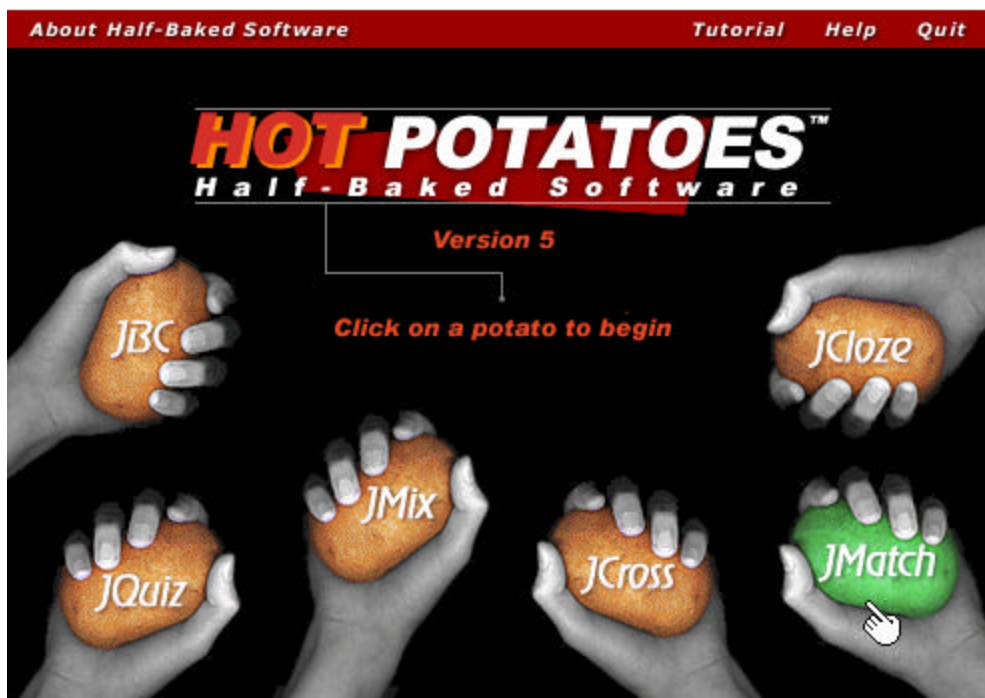 About Half-Baked Software
Tutorial Help Quit
HOT POTATOES™
Half-Baked Software
Version 5
Click on a potato to begin
JBC
JCloze
JMix
JQuiz
JCross
JMatch